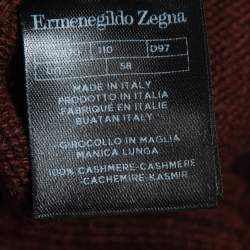 Ermenegildo Zegna
110 D97
58
MADE IN ITALY
PRODOTTO IN ITALIA
FABRIQUÉ EN ITALIE
BUATAN ITALY
GIROCOLLO IN MAGLIA
MANICA LUNGA
100% CASHMERE-CASHMERE
-CACHEMIRE-KASMIR